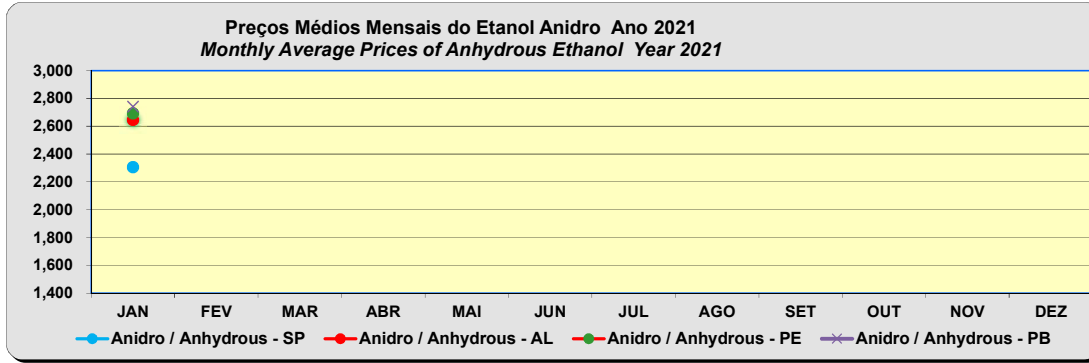 Preços Médios Mensais do Etanol Anidro Ano 2021
Monthly Average Prices of Anhydrous Ethanol Year 2021
3,000
2,800
2,600
2,400
2,200
2,000
1,800
1,600
1,400
JAN FEV MAR ABR MAI JUN JUL AGO SET OUT NOV DEZ
Anidro / Anhydrous - SP Anidro / Anhydrous - AL Anidro / Anhydrous - PE Anidro / Anhydrous - PB